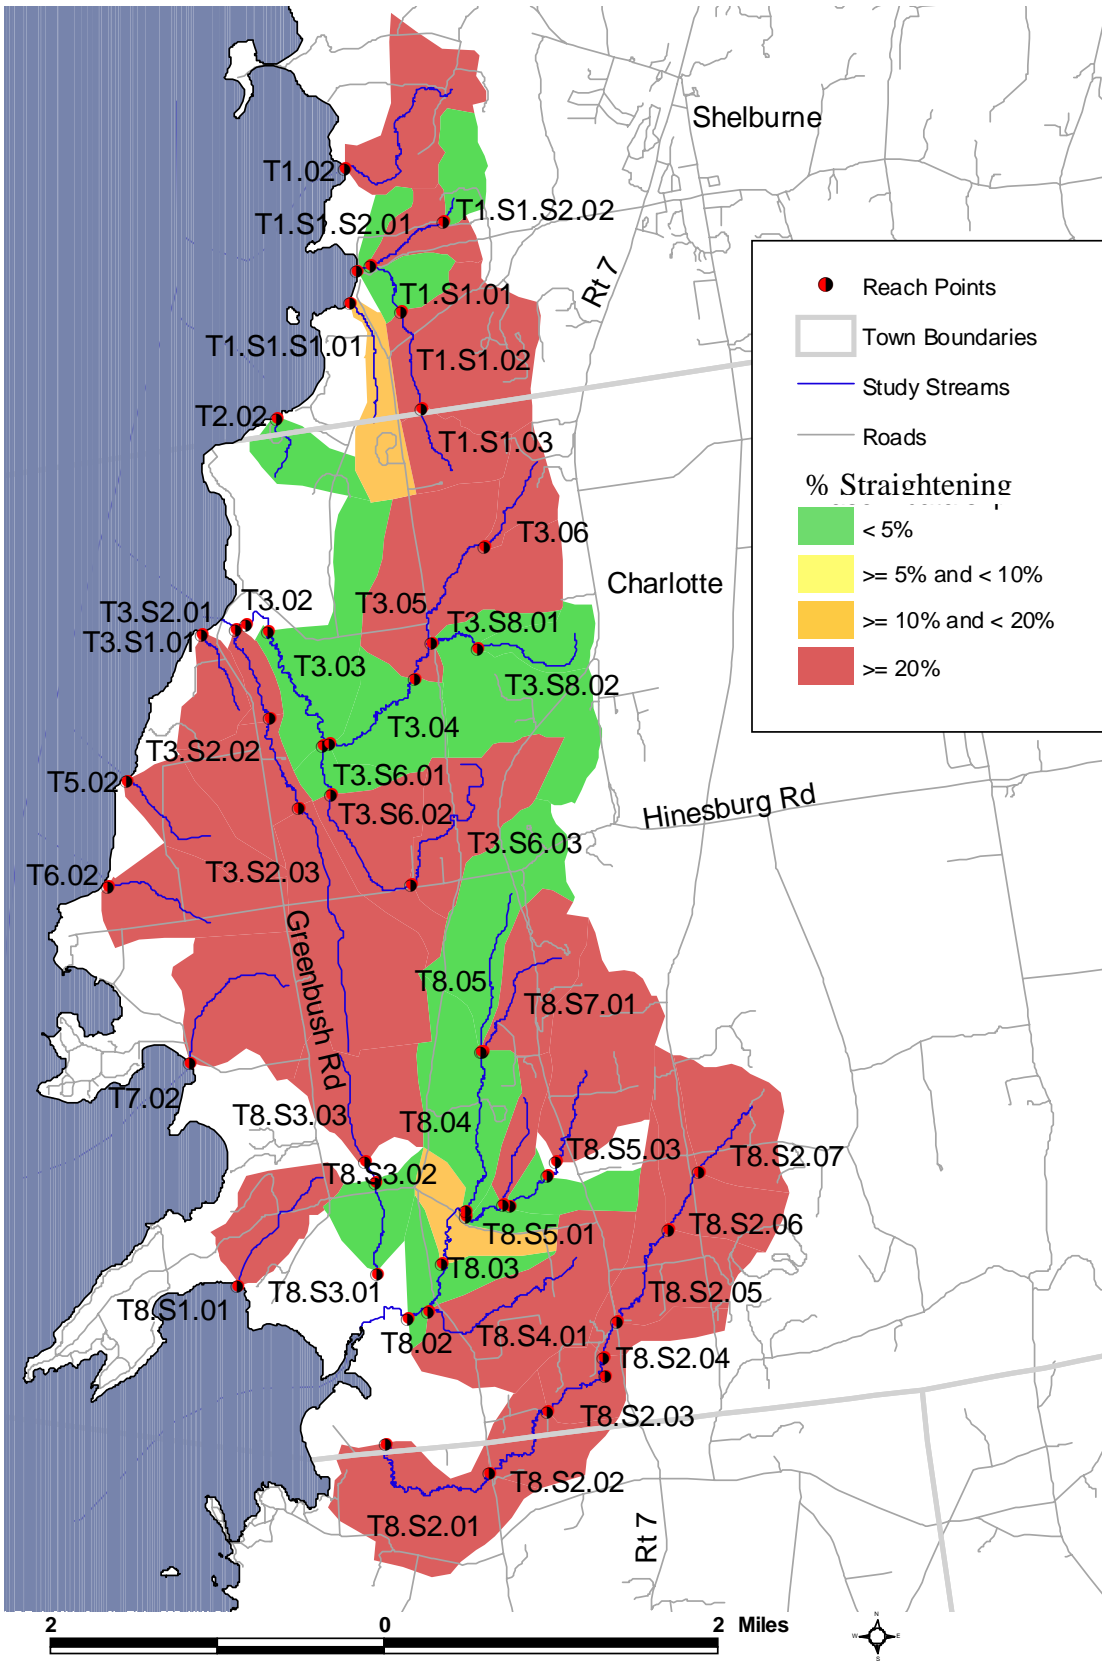 Shelburne
T1.02
T1.S1.S2.01
T1.S1.S2.02
Rt 7
T1.S1.01
T1.S1.S1.01
T1.S1.02
T2.02
T1.S1.03
T3.06
Charlotte
T3.02
T3.S2.01
T3.05
T3.S8.01
T3.S1.01
T3.03
T3.S8.02
T3.04
T3.S2.02
T5.02
T3.S6.01
T3.S6.02
Hinesburg Rd
T3.S6.03
T3.S2.03
T6.02
Greenbush Rd
T8.05
T8.S7.01
T7.02
T8.S3.03
T8.04
T8.S5.03
T8.S2.07
T8.S3.02
T8.S2.06
T8.S5.01
T8.03
T8.S3.01
T8.S2.05
T8.S1.01
T8.02
T8.S4.01
T8.S2.04
T8.S2.03
T8.S2.02
T8.S2.01
Rt 7
Reach Points
Town Boundaries
Study Streams
Roads
% Straightening
< 5%
>= 5% and < 10%
>= 10% and < 20%
>= 20%
2 0 2 Miles
N
W E
S